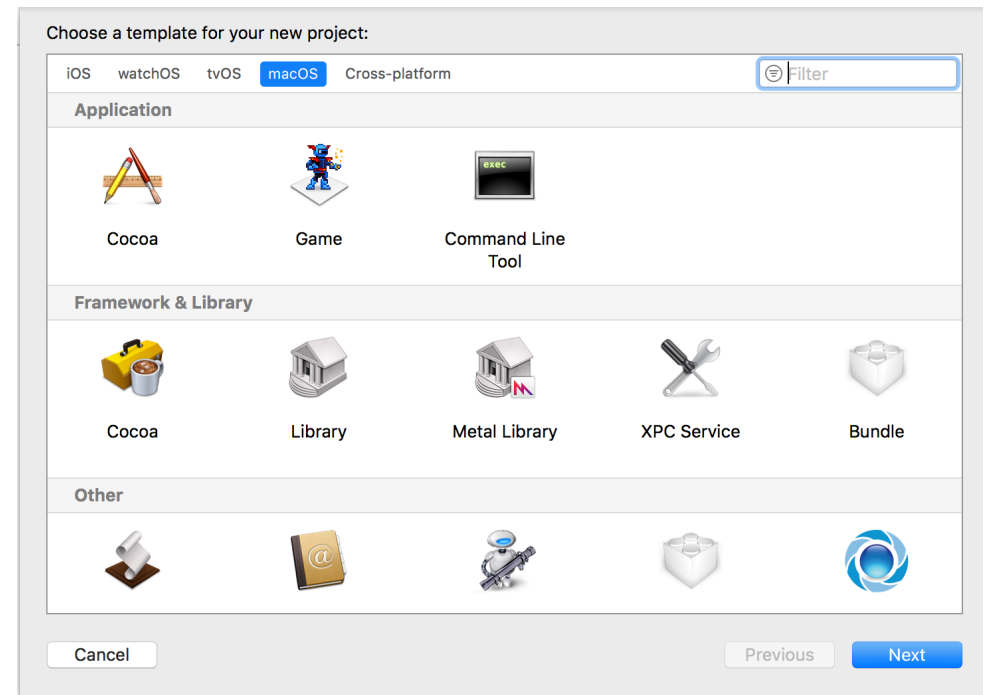 Choose a template for your new project:
iOS watchOS tvOS macOS Cross-platform Filter
Application
exec
Cocoa Game Command Line
Tool
Framework & Library
Cocoa Library Metal Library XPC Service Bundle
Other
@
Cancel Previous Next